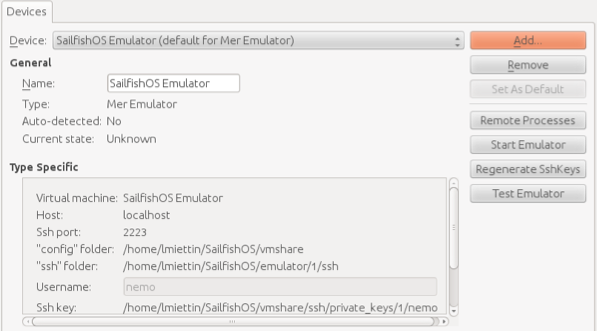 Devices
Device: SailfishOS Emulator (default for Mer Emulator)
Add...
General
Remove
Name: SailfishOS Emulator
Set As Default
Type: Mer Emulator
Auto-detected: No
Remote Processes
Current state: Unknown
Start Emulator
Type Specific
Regenerate SshKeys
Test Emulator
Virtual machine: SailfishOS Emulator
Host: localhost
Ssh port: 2223
"config" folder: /home/lmiettin/SailfishOS/vmshare
"ssh" folder: /home/lmiettin/SailfishOS/emulator/1/ssh
Username: nemo
Ssh key: /home/lmiettin/SailfishOS/vmshare/ssh/private_keys/1/nemo